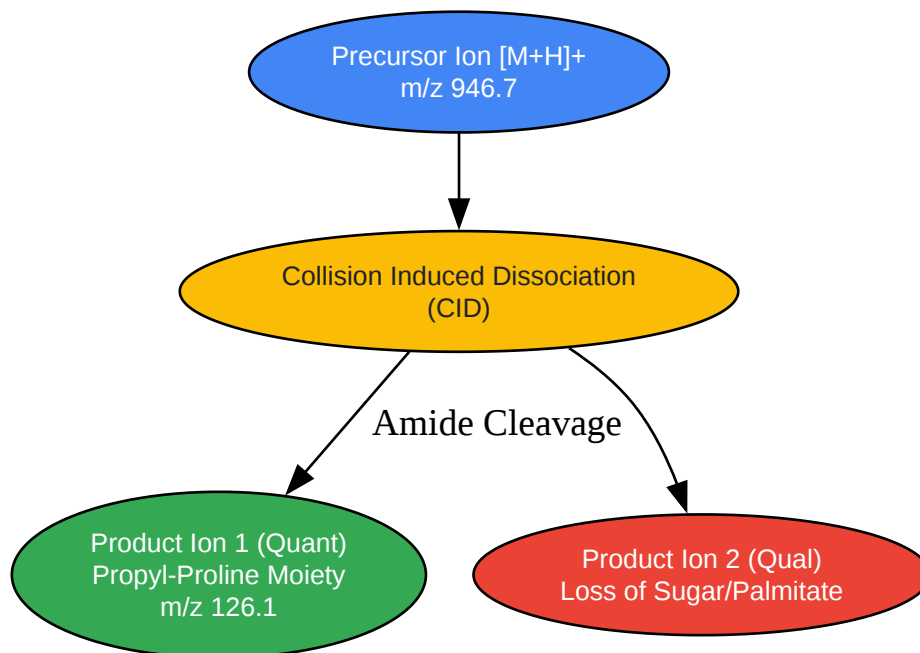 Precursor Ion [M+H]+
m/z 946.7
Collision Induced Dissociation
(CID)
Amide Cleavage
Product Ion 1 (Quant)
Propyl-Proline Moiety
m/z 126.1
Product Ion 2 (Qual)
Loss of Sugar/Palmitate